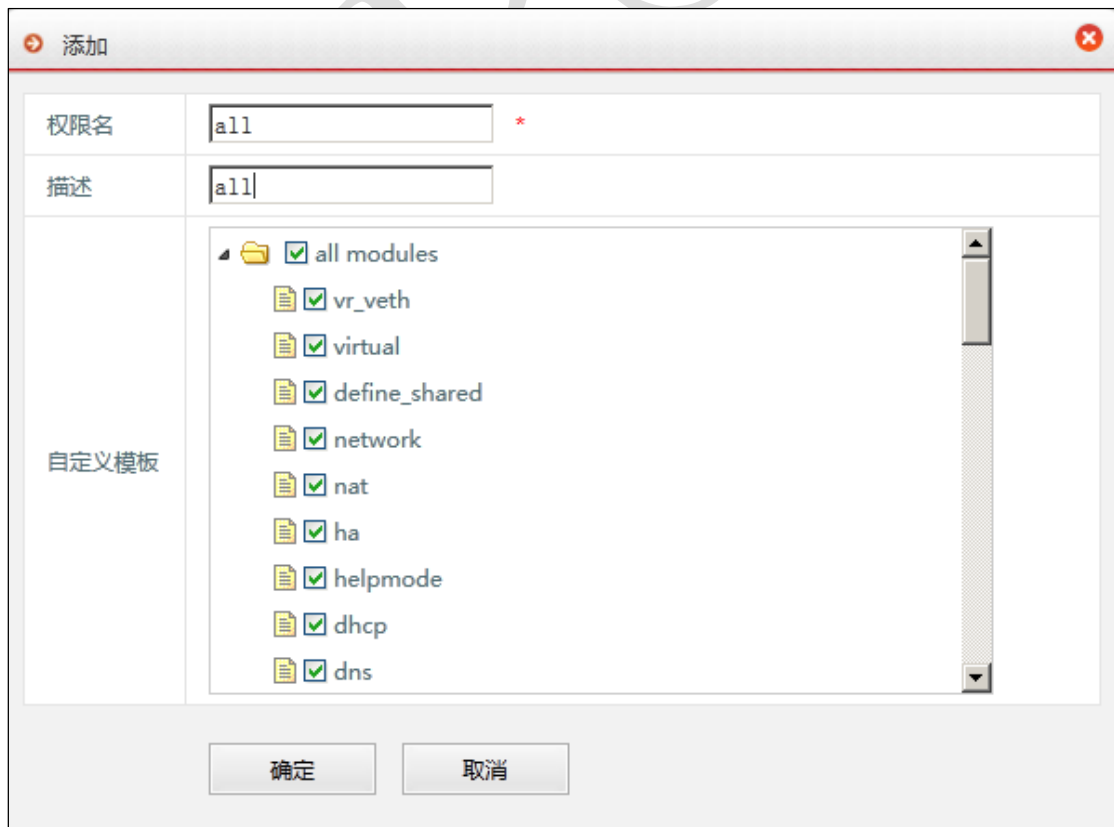 添加
权限名 all *
描述 all
all modules
vr_veth
virtual
define_shared
network
自定义模板
nat
ha
helpmode
dhcp
dns
确定 取消